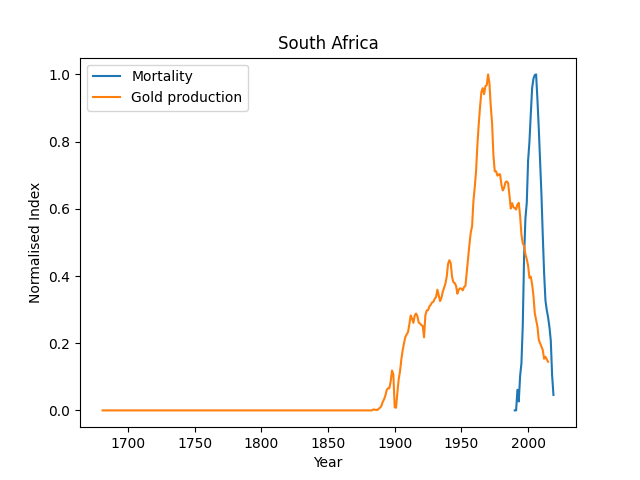 South Africa
Mortality
Gold production
1.0
0.8
0.6
0.4
0.2
0.0
Normalised Index
1700
1750
1800
1850
1900
1950
2000
Year